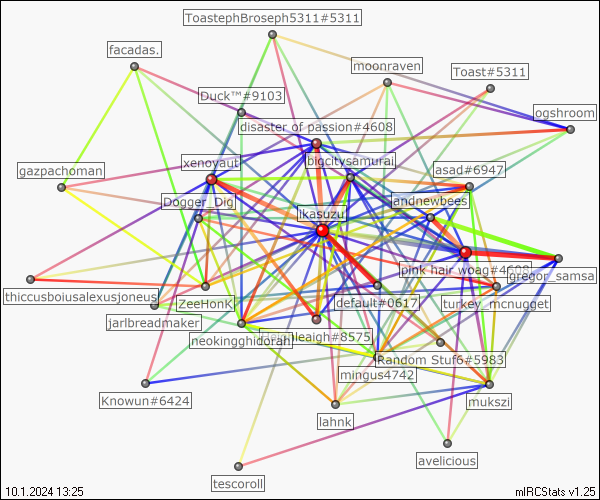 ToastephBroseph5311#5311
facadas.
moonraven
Toast#5311
Duck™#9103
ogshroom
disaster of passion#4608
xenoyaut
bigcitysamurai
gazpachoman
asad#6947
Dogger_Dig
andnewbees
ikasuzu
pink hair woag#4608
gregor_samsa
thiccusboiusalexusjoneus
ZeeHonK
default#0617
turkey_mcnugget
jarlbreadmaker
neokingghidorah
leigh#8575
Random Stuf6#5983
mingus4742
Knowun#6424
mukszi
lahnk
avelicious
tescoroll
10.1.2024 13:25
mIRCStats v1.25